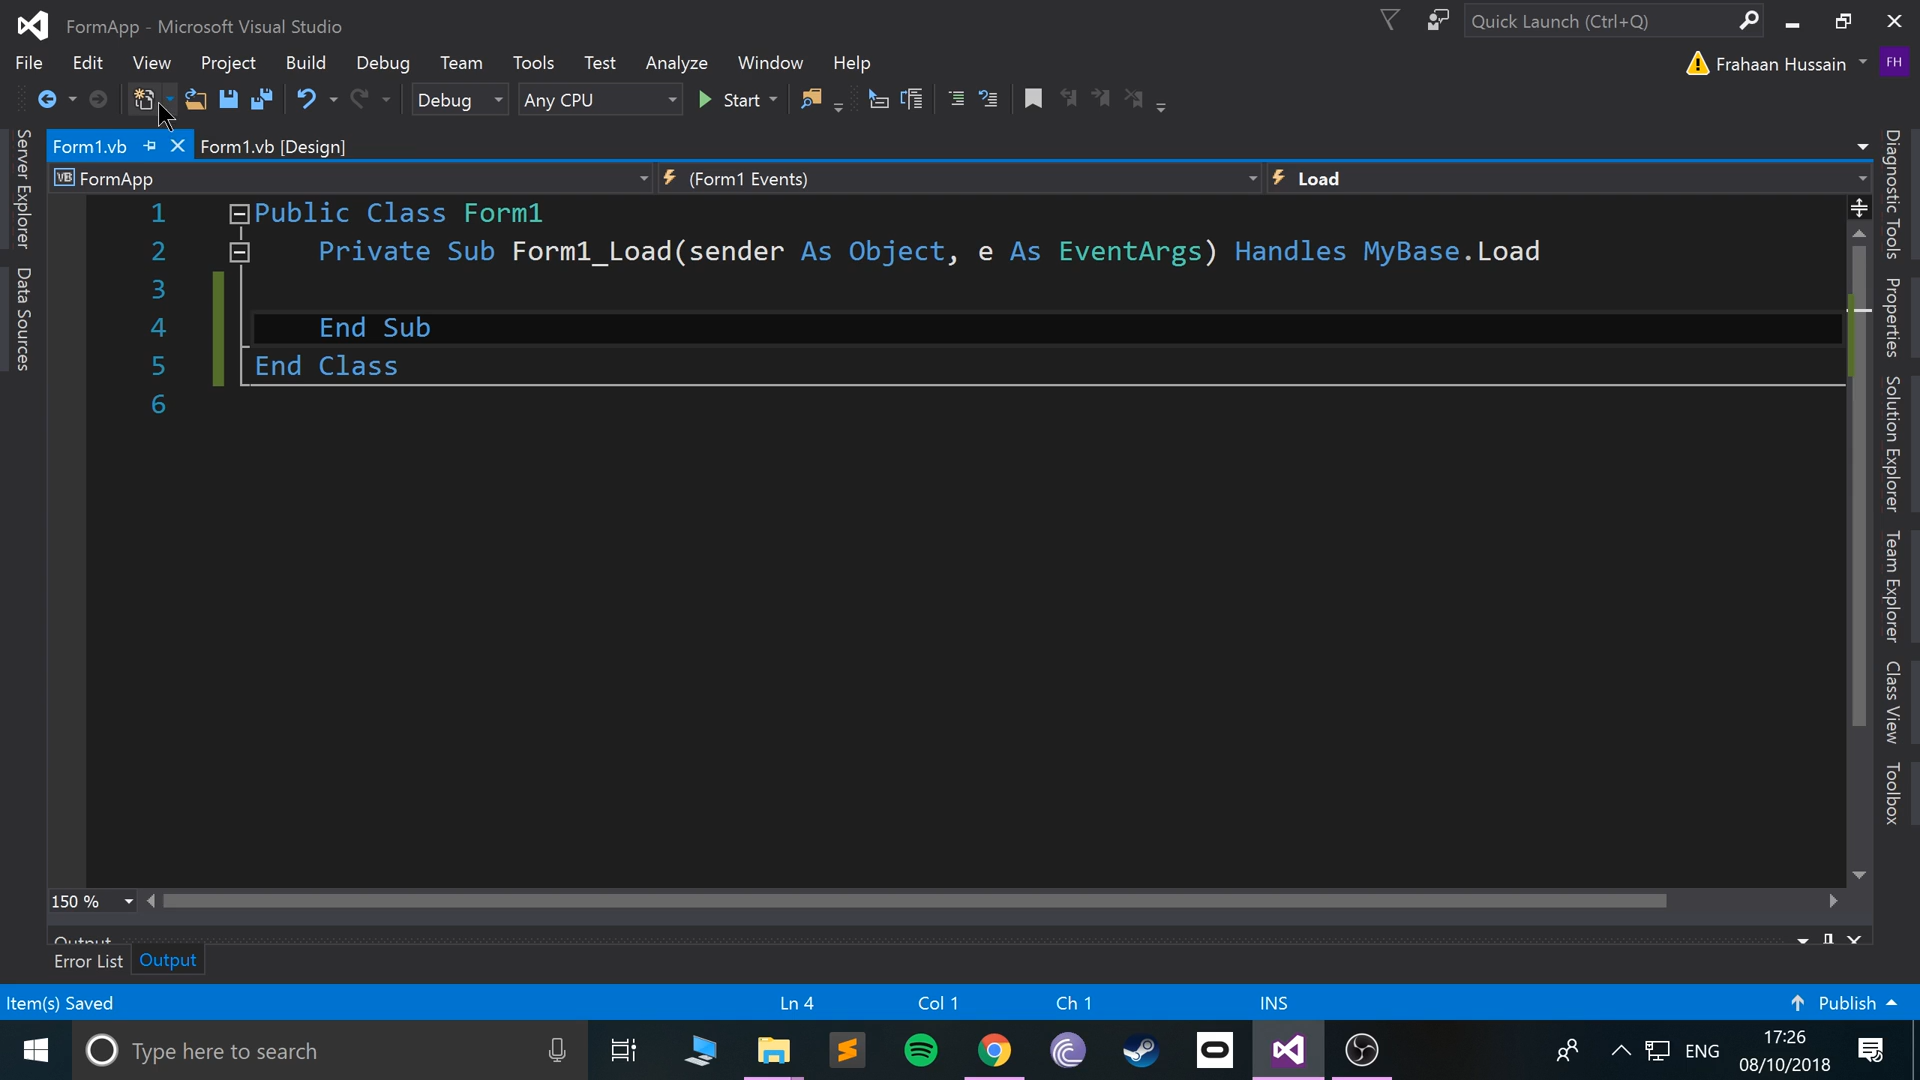 FormApp - Microsoft Visual Studio
Quick Launch (Ctrl+Q)
File Edit View Project Build Debug Team Tools Test Analyze Window Help
Frahaan Hussain FH
Debug Any CPU Start
Form1.vb Form1.vb [Design]
VB FormApp (Form1 Events) Load
1 Public Class Form1
2 Private Sub Form1_Load(sender As Object, e As EventArgs) Handles MyBase.Load
3
4 End Sub
5 End Class
6
Server Explorer
Data Sources
Diagnostic Tools
Properties
Solution Explorer
Team Explorer
Class View
Toolbox
150 %
Output
Error List Output
Item(s) Saved Ln 4 Col 1 Ch 1 INS Publish
Type here to search
ENG
17:26
08/10/2018